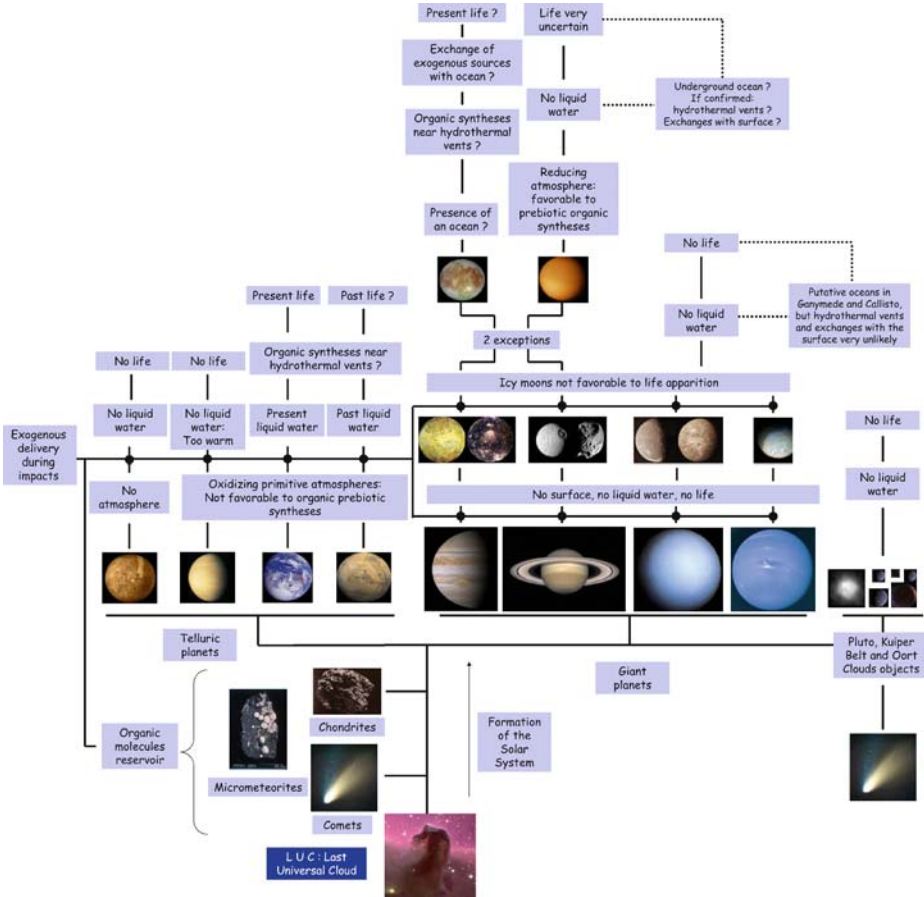 Present life ?
Life very
uncertain
Exchange of
exogenous sources
with ocean ?
Underground ocean ?
If confirmed:
hydrothermal vents ?
Exchanges with surface ?
No liquid
water
Organic syntheses
near hydrothermal
vents ?
Reducing
atmosphere:
favorable to
prebiotic organic
syntheses
Presence of
an ocean ?
No life
Putative oceans in
Ganymede and Callisto,
but hydrothermal vents
and exchanges with the
surface very unlikely
No liquid
water
Present life
Past life ?
2 exceptions
No life
No life
Organic syntheses near
hydrothermal vents ?
Icy moons not favorable to life apparition
No liquid
water
No liquid
water:
Too warm
Present
liquid water
Past liquid
water
No life
Exogenous
delivery during
impacts
No liquid
water
No
atmosphere
Oxidizing primitive atmospheres:
Not favorable to organic prebiotic
syntheses
No surface, no liquid water, no life
Telluric
planets
Giant
planets
Pluto, Kuiper
Belt and Oort
Clouds objects
Chondrites
Formation
of the
Solar
System
Organic
molecules
reservoir
Micrometeorites
Comets
L U C : Last
Universal Cloud